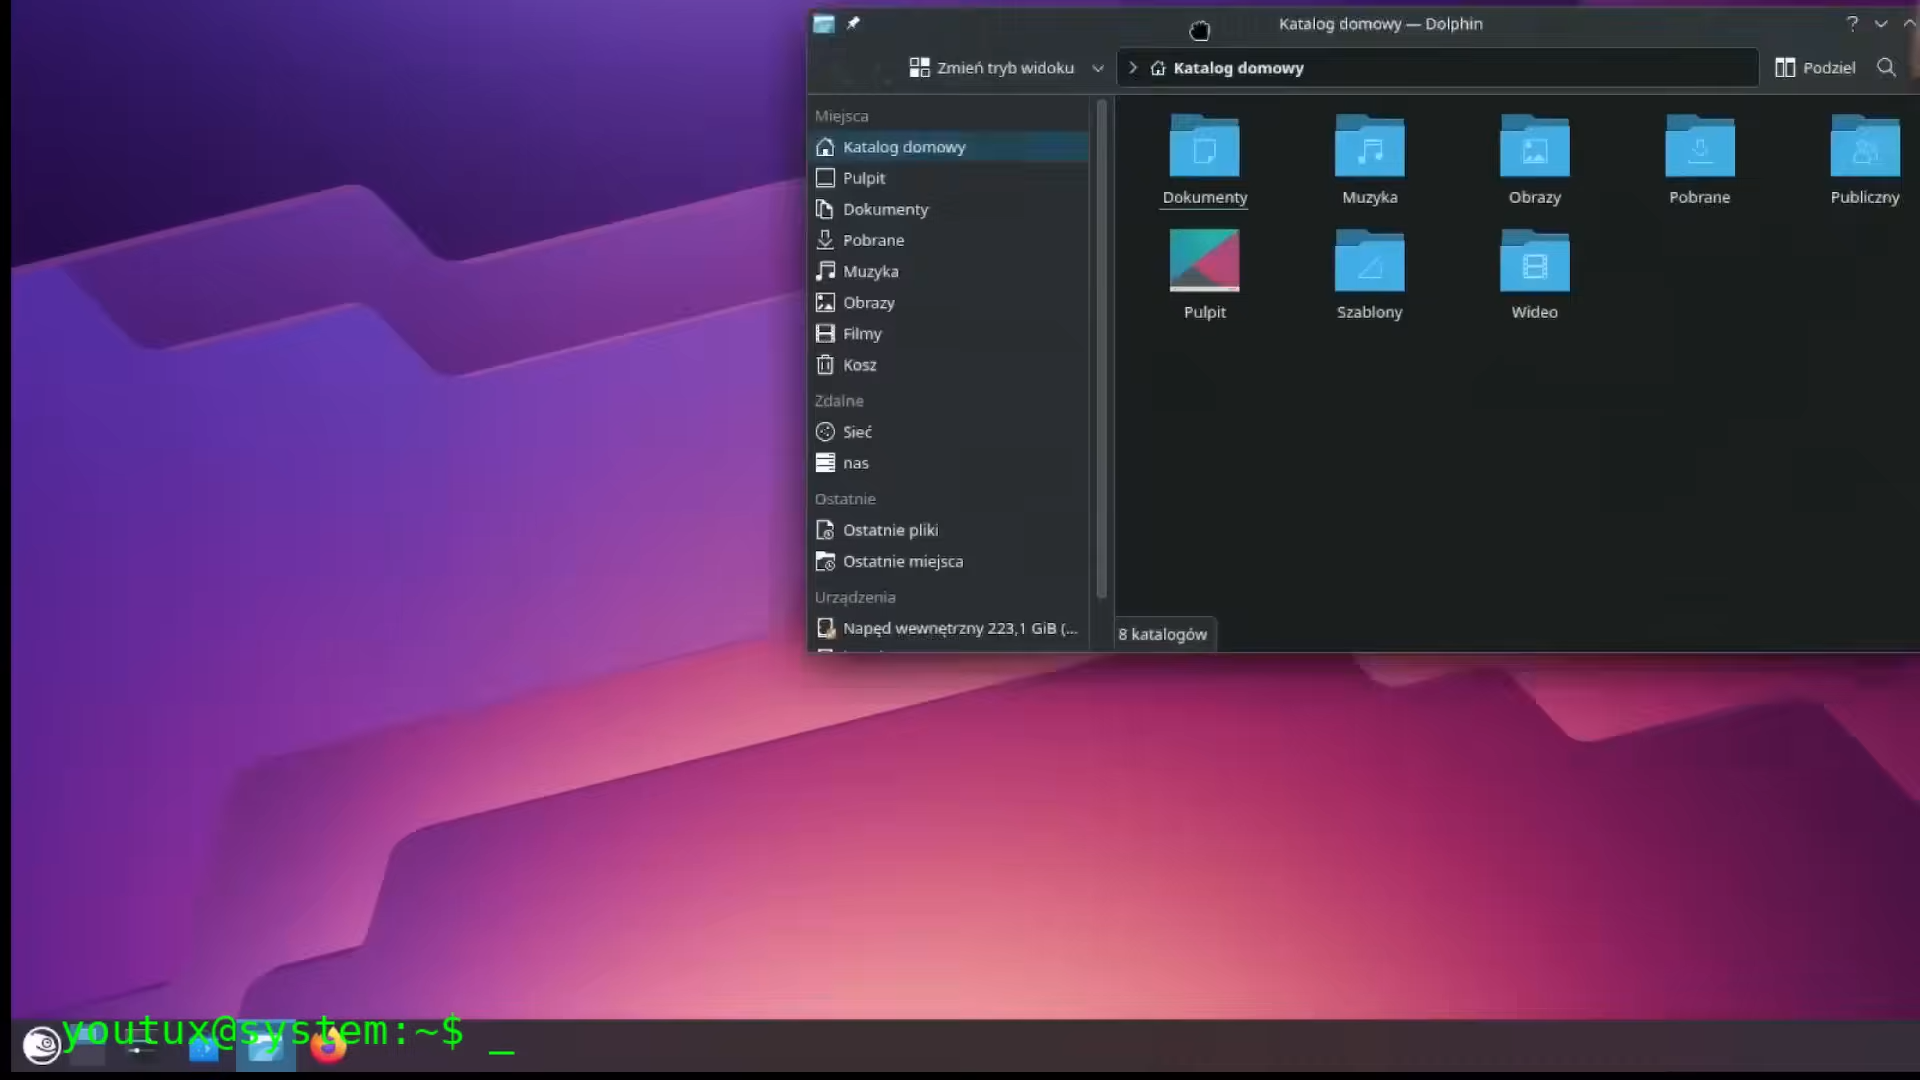 Katalog domowy — Dolphin
Zmień tryb widoku
Katalog domowy
Podziel
Miejsca
Katalog domowy
Pulpit
Dokumenty
Pobrane
Muzyka
Obrazy
Filmy
Kosz
Zdalne
Sieć
nas
Ostatnie
Ostatnie pliki
Ostatnie miejsca
Urządzenia
Napęd wewnętrzny 223,1 GiB (...
Dokumenty
Muzyka
Obrazy
Pobrane
Publiczny
Pulpit
Szablony
Wideo
8 katalogów
youtux@system:~$ _